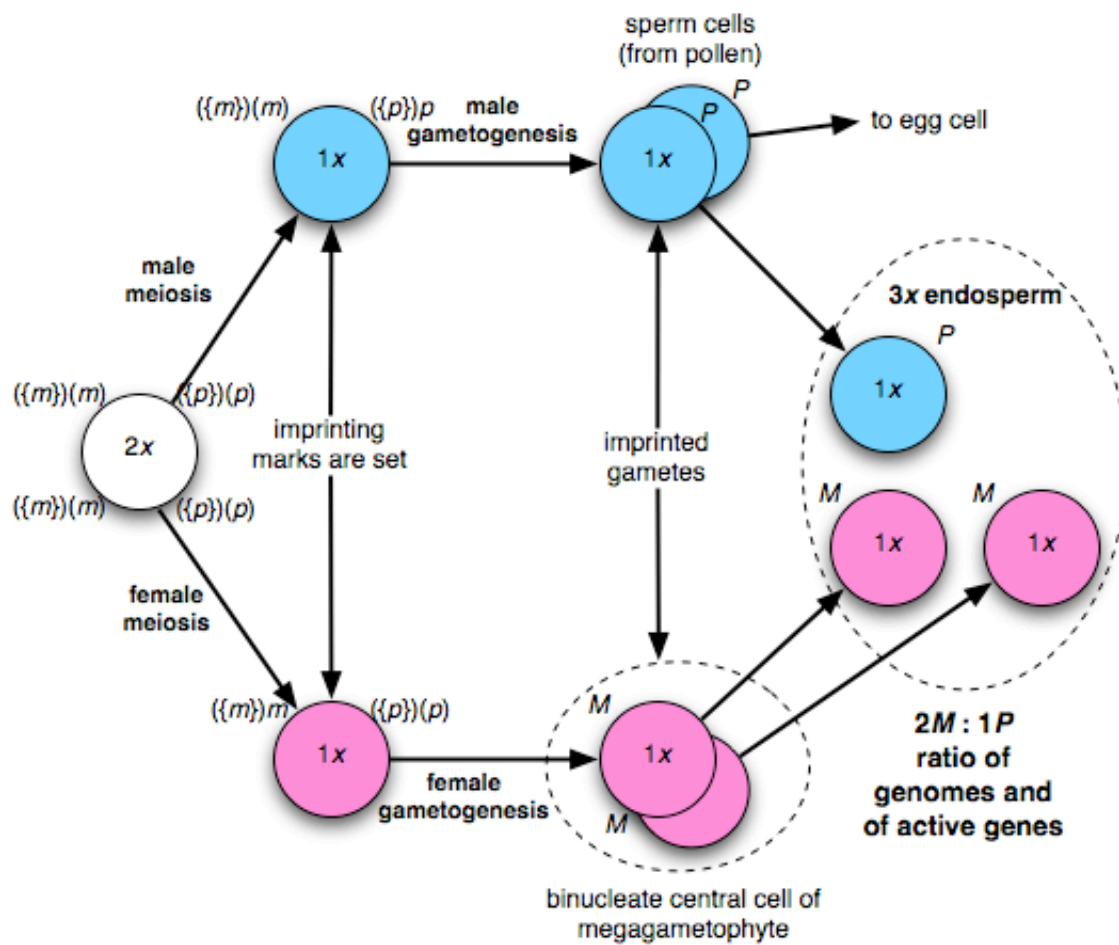 sperm cells
(from pollen)
({m})(m)
({p})p
male
gametogenesis
P
P
1x
1x
to egg cell
male
meiosis
3x endosperm
P
1x
({m})(m)
({p})(p)
2x
({m})(m)
({p})(p)
imprinting
marks are set
imprinted
gametes
M
M
1x
1x
female
meiosis
({m})m
({p})(p)
1x
female
gametogenesis
M
1x
M
2M : 1P
ratio of
genomes and
of active genes
binucleate central cell of
megagametophyte